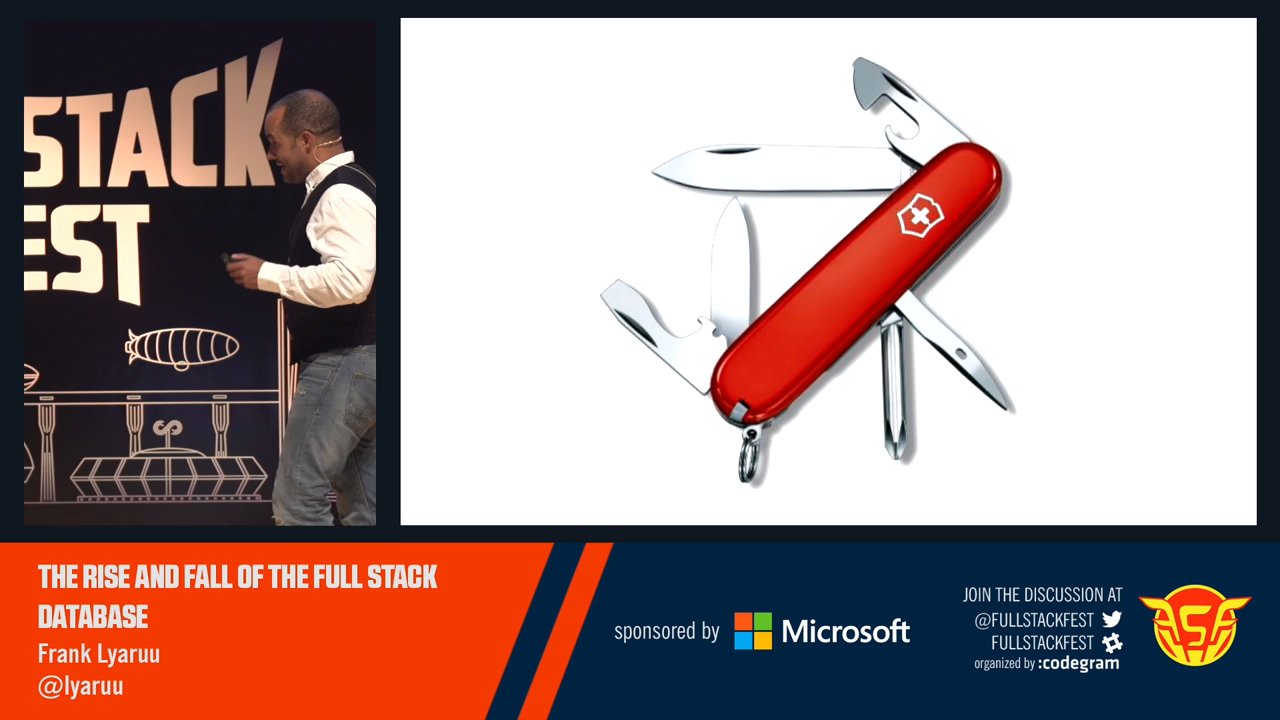 STACK
EST
THE RISE AND FALL OF THE FULL STACK
DATABASE
Frank Lyaruu
@lyaruu
sponsored by Microsoft
JOIN THE DISCUSSION AT
@FULLSTACKFEST
FULLSTACKFEST
organized by :codegram
FSF